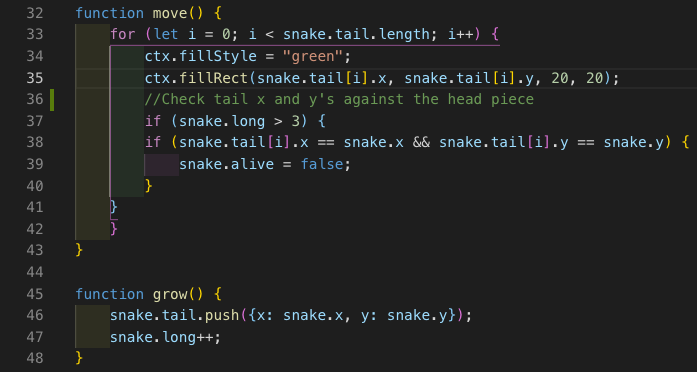 32 function move() {
33     for (let i = 0; i < snake.tail.length; i++) {
34         ctx.fillStyle = "green";
35         ctx.fillRect(snake.tail[i].x, snake.tail[i].y, 20, 20);
36         //Check tail x and y's against the head piece
37         if (snake.long > 3) {
38         if (snake.tail[i].x == snake.x && snake.tail[i].y == snake.y) {
39             snake.alive = false;
40         }
41     }
42     }
43 }
44
45 function grow() {
46     snake.tail.push({x: snake.x, y: snake.y});
47     snake.long++;
48 }